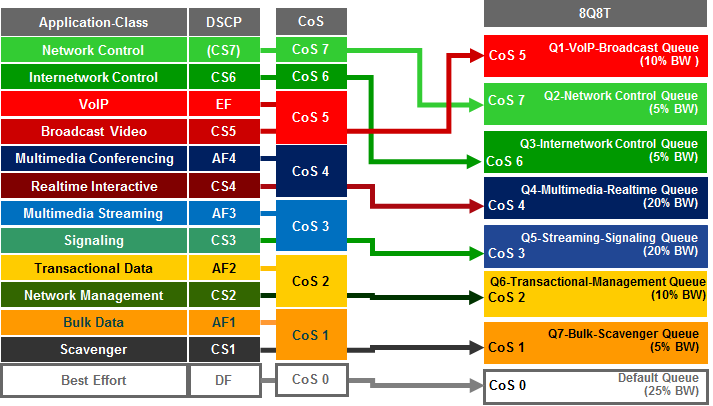 Application-Class DSCP CoS 8Q8T
Network Control (CS7) CoS 7
Internetwork Control CS6 CoS 6
VoIP EF CoS 5
Broadcast Video CS5
Multimedia Conferencing AF4 CoS 4
Realtime Interactive CS4
Multimedia Streaming AF3 CoS 3
Signaling CS3
Transactional Data AF2 CoS 2
Network Management CS2
Bulk Data AF1 CoS 1
Scavenger CS1
Best Effort DF CoS 0
CoS 5 Q1-VoIP-Broadcast Queue
(10% BW )
CoS 7 Q2-Network Control Queue
(5% BW)
CoS 6 Q3-Internetwork Control Queue
(5% BW)
CoS 4 Q4-Multimedia-Realtime Queue
(20% BW)
CoS 3 Q5-Streaming-Signaling Queue
(20% BW)
Q6-Transactional-Management Queue
CoS 2 (10% BW)
CoS 1 Q7-Bulk-Scavenger Queue
(5% BW)
CoS 0 Default Queue
(25% BW)